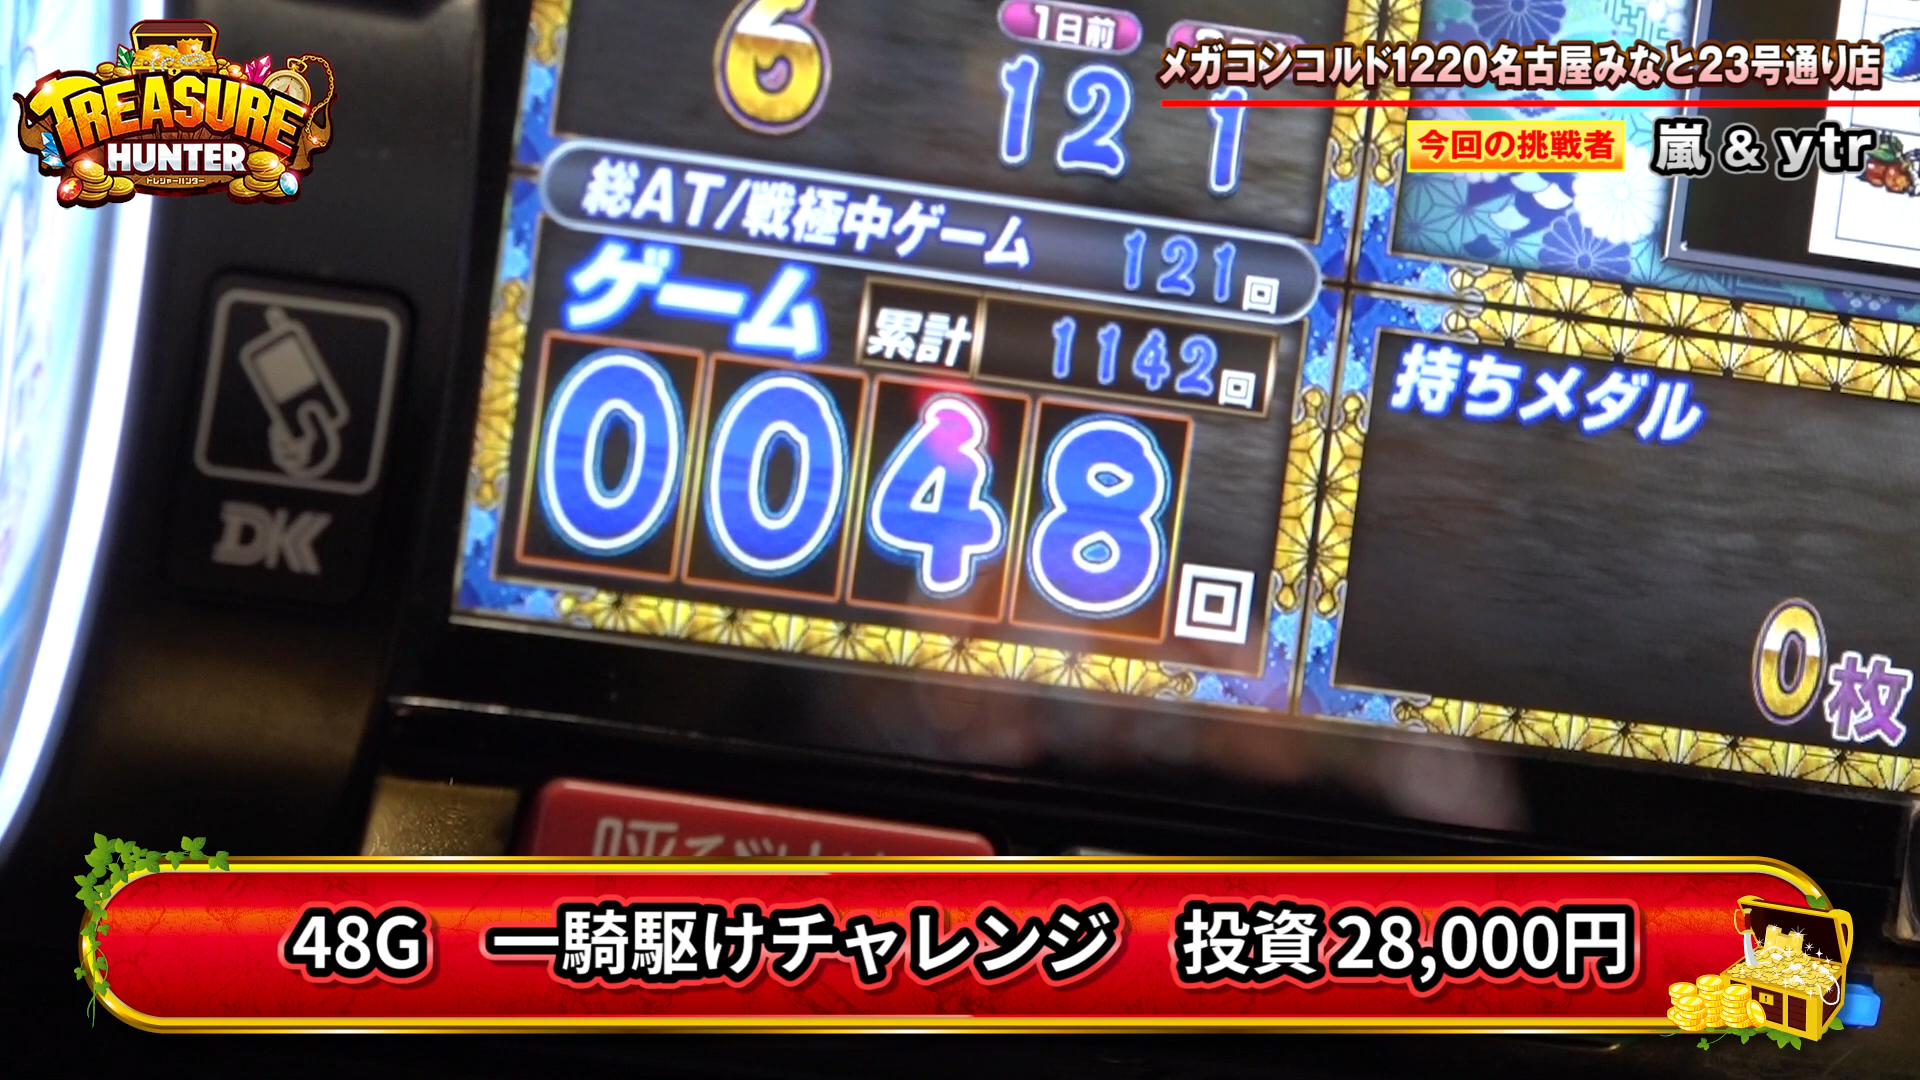 TREASURE
HUNTER
トレジャーハンター
メガコンコルド1220名古屋みなと23号通り店
今回の挑戦者 嵐 & ytr
6
1日前
12 1
総AT/戦極中ゲーム 121回
ゲーム 累計 1142回
0048回
持ちメダル
0枚
DK
48G 一騎駆けチャレンジ 投資 28,000円